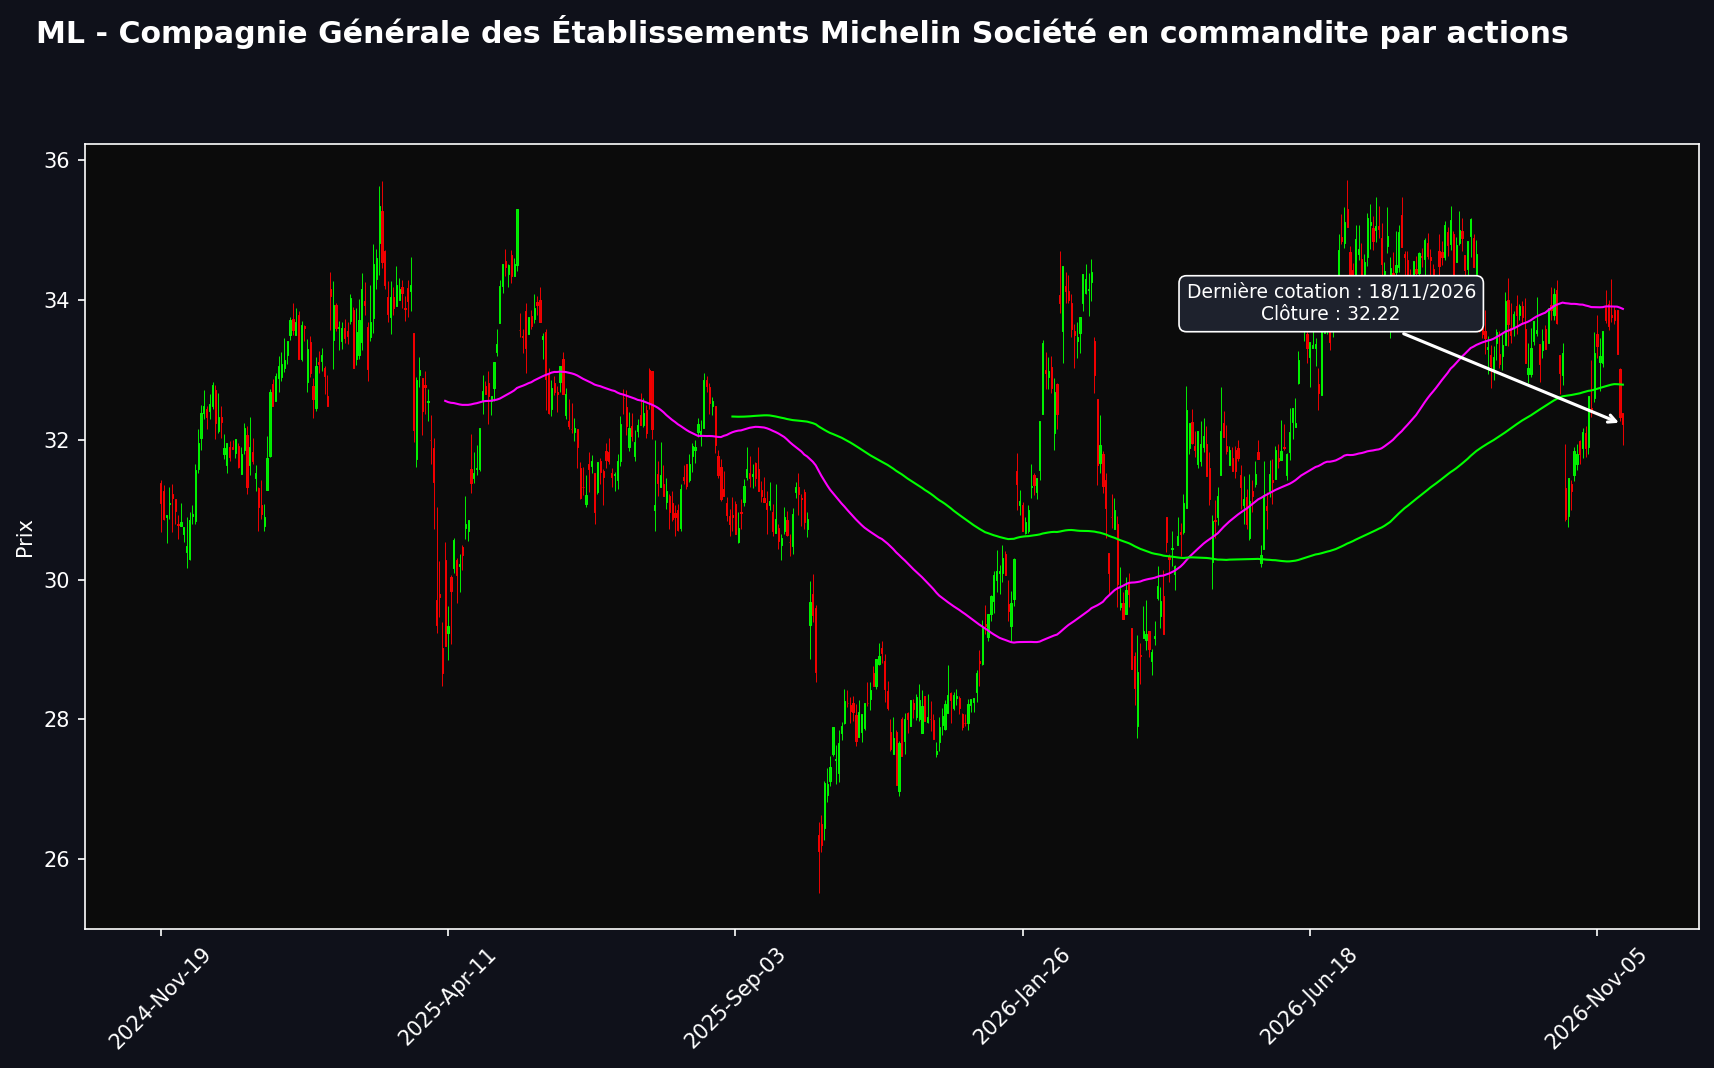 ML - Compagnie Générale des Établissements Michelin Société en commandite par actions
36
34
32
30
28
26
Prix
Dernière cotation : 18/11/2026
Clôture : 32.22
2024-Nov-19
2025-Apr-11
2025-Sep-03
2026-Jan-26
2026-Jun-18
2026-Nov-05